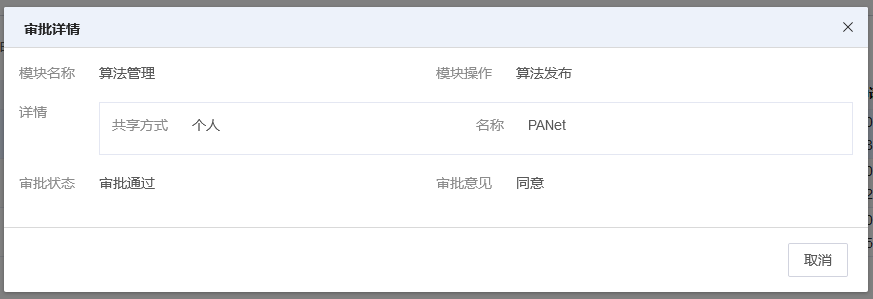 审批详情
模块名称 算法管理 模块操作 算法发布
详情
共享方式 个人 名称 PANet
审批状态 审批通过 审批意见 同意
取消